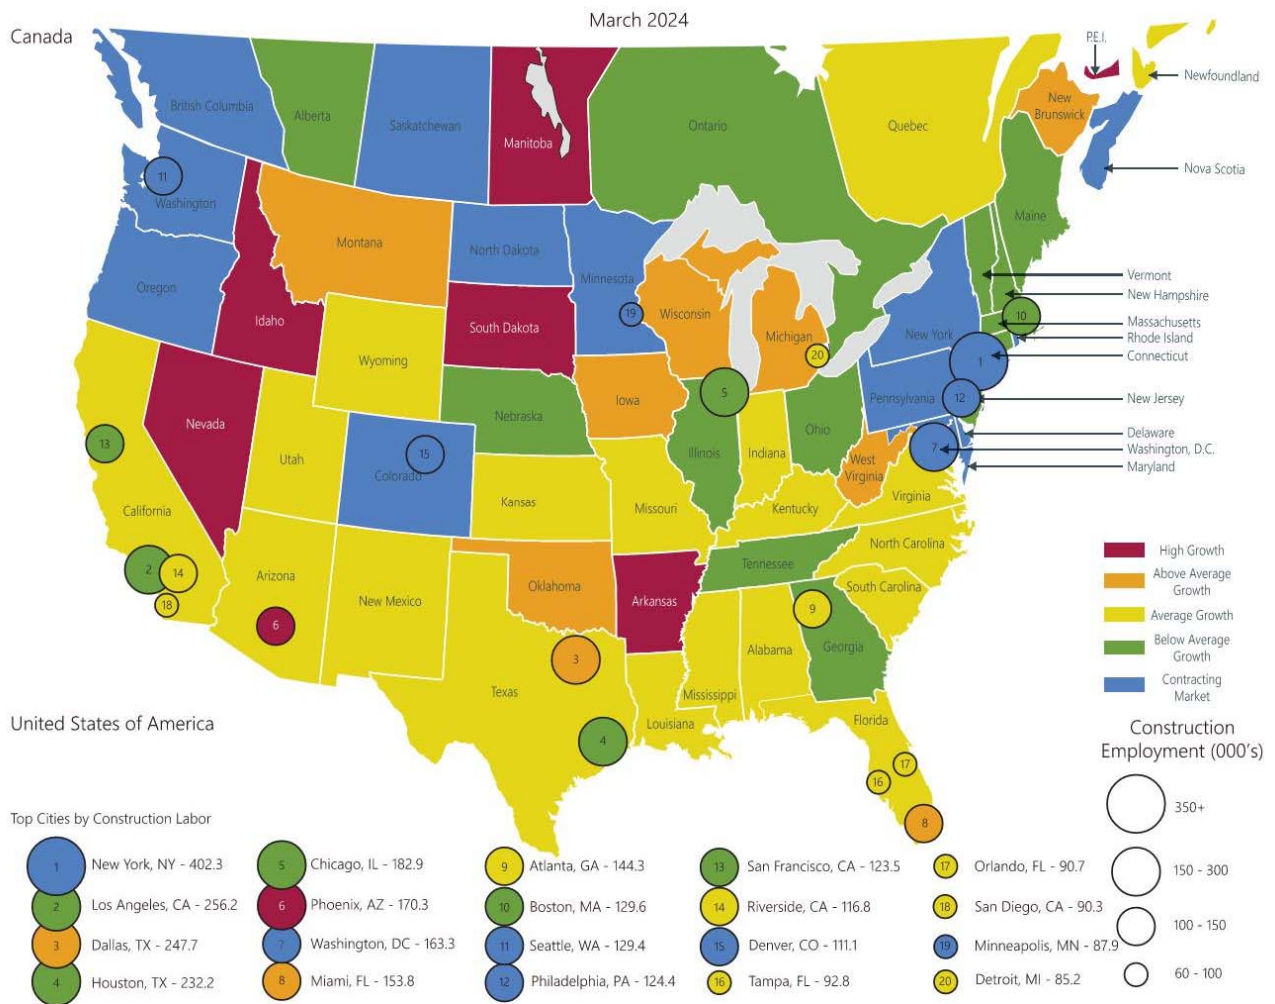 March 2024
Canada
P.E.I.
Newfoundland
New
Brunswick
British Columbia
Alberta
Saskatchewan
Manitoba
Ontario
Quebec
Nova Scotia
11
Washington
Maine
Montana
North Dakota
Minnesota
Vermont
Oregon
New Hampshire
Idaho
South Dakota
19
Wisconsin
Michigan
New York
10
Massachusetts
Rhode Island
20
Connecticut
1
Wyoming
Nevada
Nebraska
Iowa
5
Pennsylvania
12
New Jersey
13
Utah
Colorado
15
Illinois
Indiana
Ohio
West
Virginia
7
Delaware
Washington, D.C.
Maryland
California
Kansas
Missouri
Kentucky
Virginia
North Carolina
2
14
18
Arizona
New Mexico
Oklahoma
Arkansas
Tennessee
South Carolina
6
3
9
Alabama
Georgia
Texas
Mississippi
Louisiana
Florida
4
17
16
8
High Growth
Above Average
Growth
Average Growth
Below Average
Growth
Contracting
Market
United States of America
Construction
Employment (000's)
350+
150 - 300
100 - 150
60 - 100
Top Cities by Construction Labor
1 New York, NY - 402.3
2 Los Angeles, CA - 256.2
3 Dallas, TX - 247.7
4 Houston, TX - 232.2
5 Chicago, IL - 182.9
6 Phoenix, AZ - 170.3
7 Washington, DC - 163.3
8 Miami, FL - 153.8
9 Atlanta, GA - 144.3
10 Boston, MA - 129.6
11 Seattle, WA - 129.4
12 Philadelphia, PA - 124.4
13 San Francisco, CA - 123.5
14 Riverside, CA - 116.8
15 Denver, CO - 111.1
16 Tampa, FL - 92.8
17 Orlando, FL - 90.7
18 San Diego, CA - 90.3
19 Minneapolis, MN - 87.9
20 Detroit, MI - 85.2